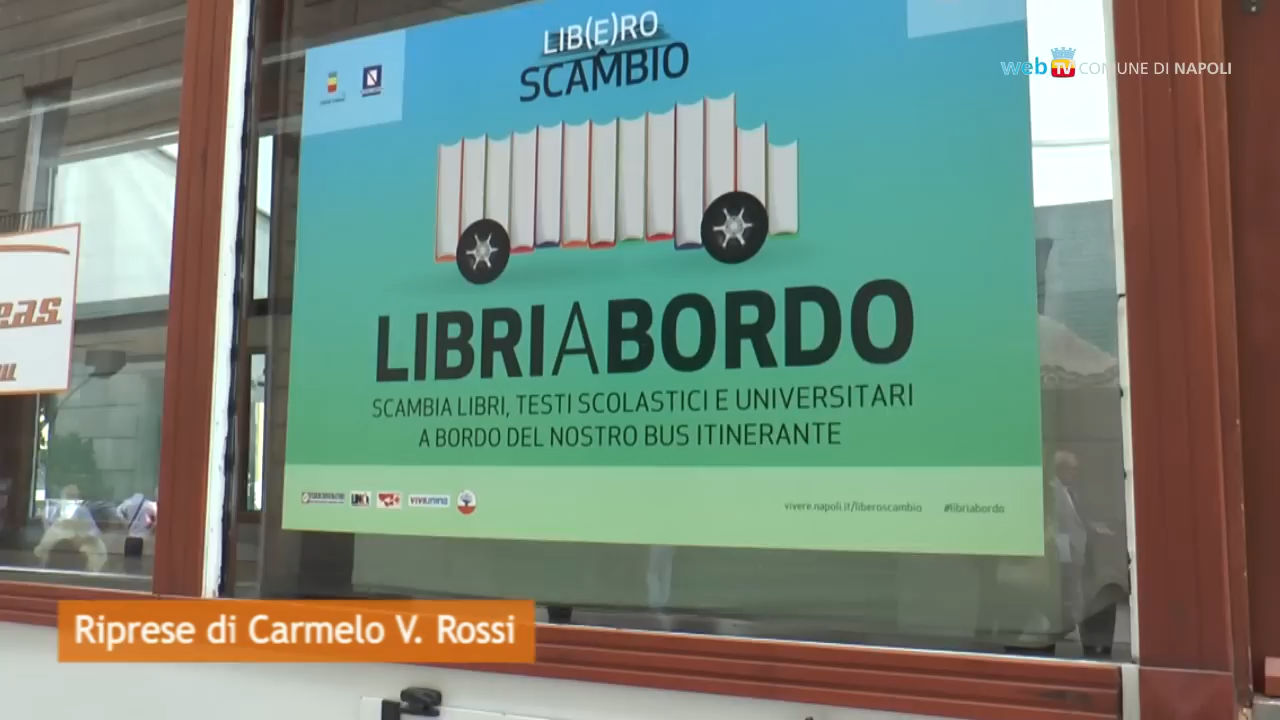 LIB(E)RO
SCAMBIO
web TV COMUNE DI NAPOLI
eas
LIBRIABORDO
SCAMBIA LIBRI, TESTI SCOLASTICI E UNIVERSITARI
A BORDO DEL NOSTRO BUS ITINERANTE
vivere.napoli.it/liberoscambio #libriabordo
Riprese di Carmelo V. Rossi